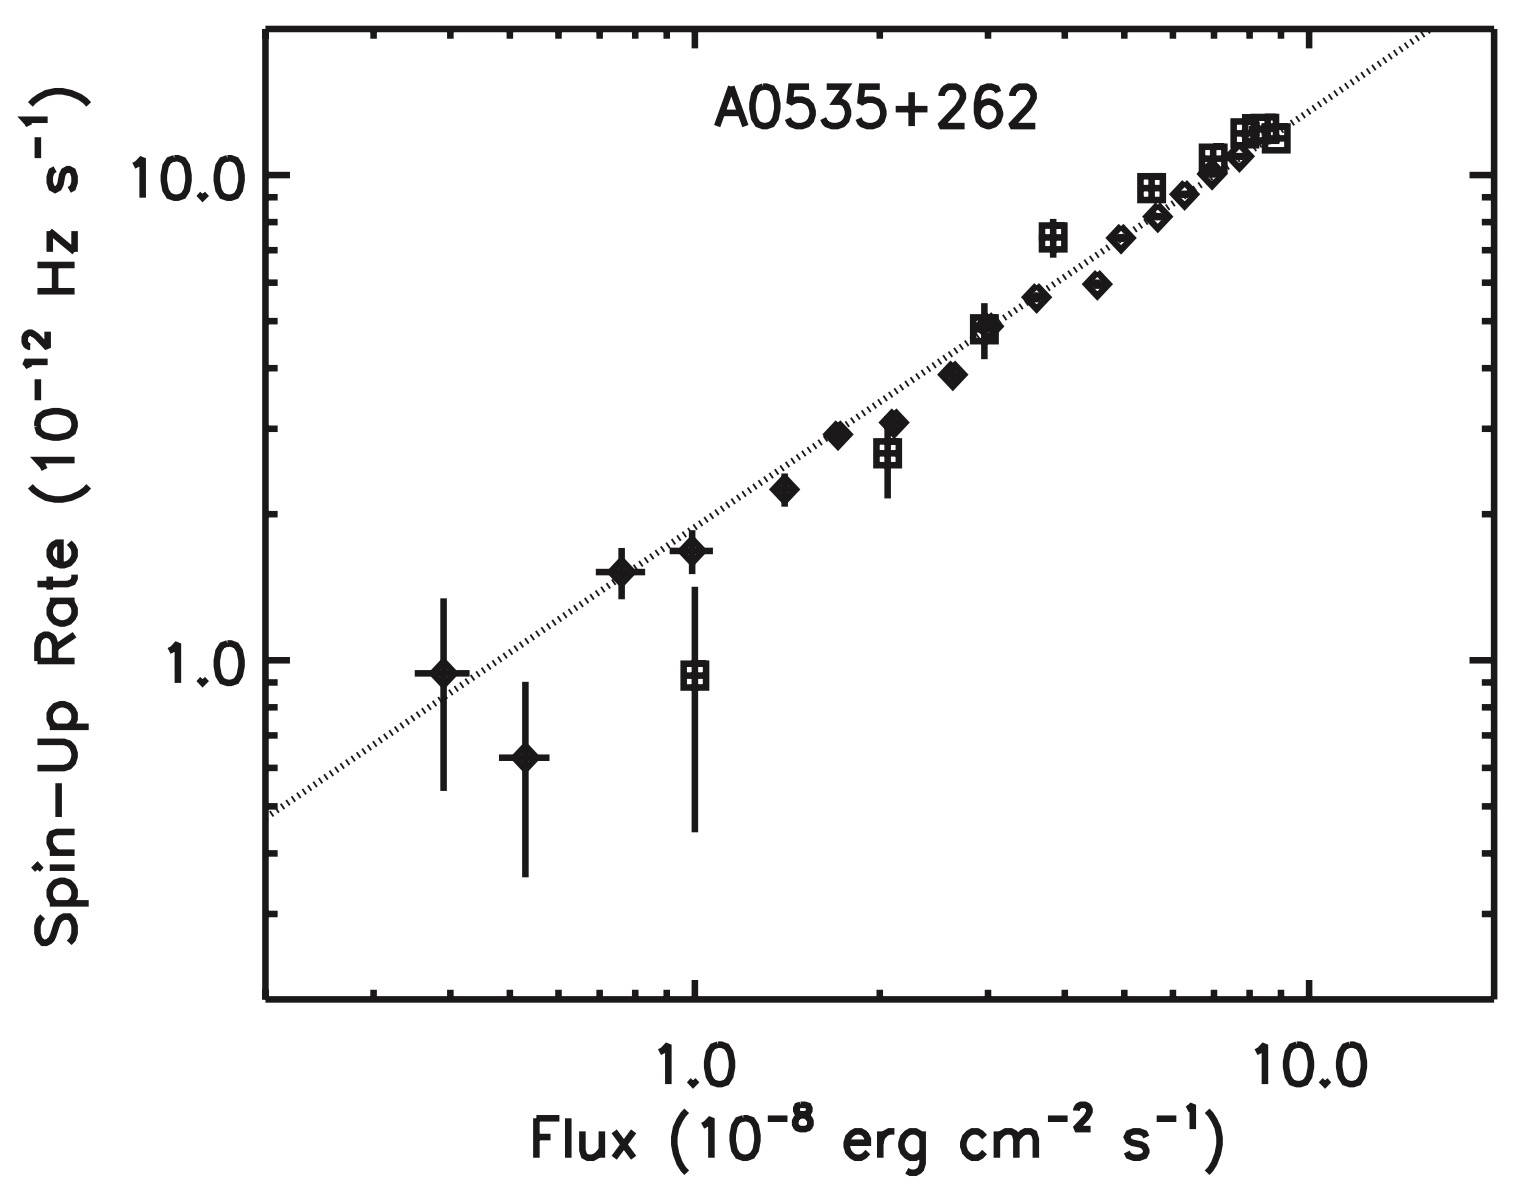 A0535+262
Spin-Up Rate (10⁻¹² Hz s⁻¹)
10.0
1.0
1.0 10.0
Flux (10⁻⁸ erg cm⁻² s⁻¹)